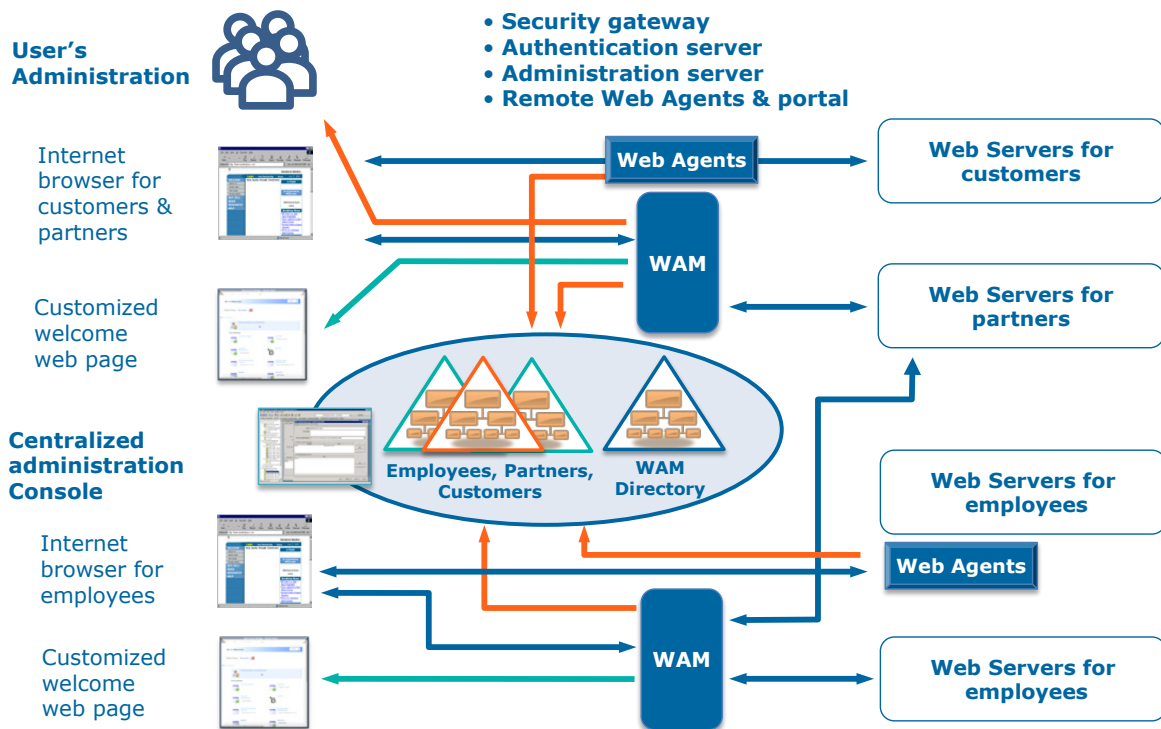 User's
Administration
• Security gateway
• Authentication server
• Administration server
• Remote Web Agents & portal
Internet
browser for
customers &
partners
Web Agents
Web Servers for
customers
WAM
Customized
welcome
web page
Web Servers for
partners
Centralized
administration
Console
Employees, Partners,
Customers
WAM
Directory
Web Servers for
employees
Internet
browser for
employees
Web Agents
Customized
welcome
web page
WAM
Web Servers for
employees